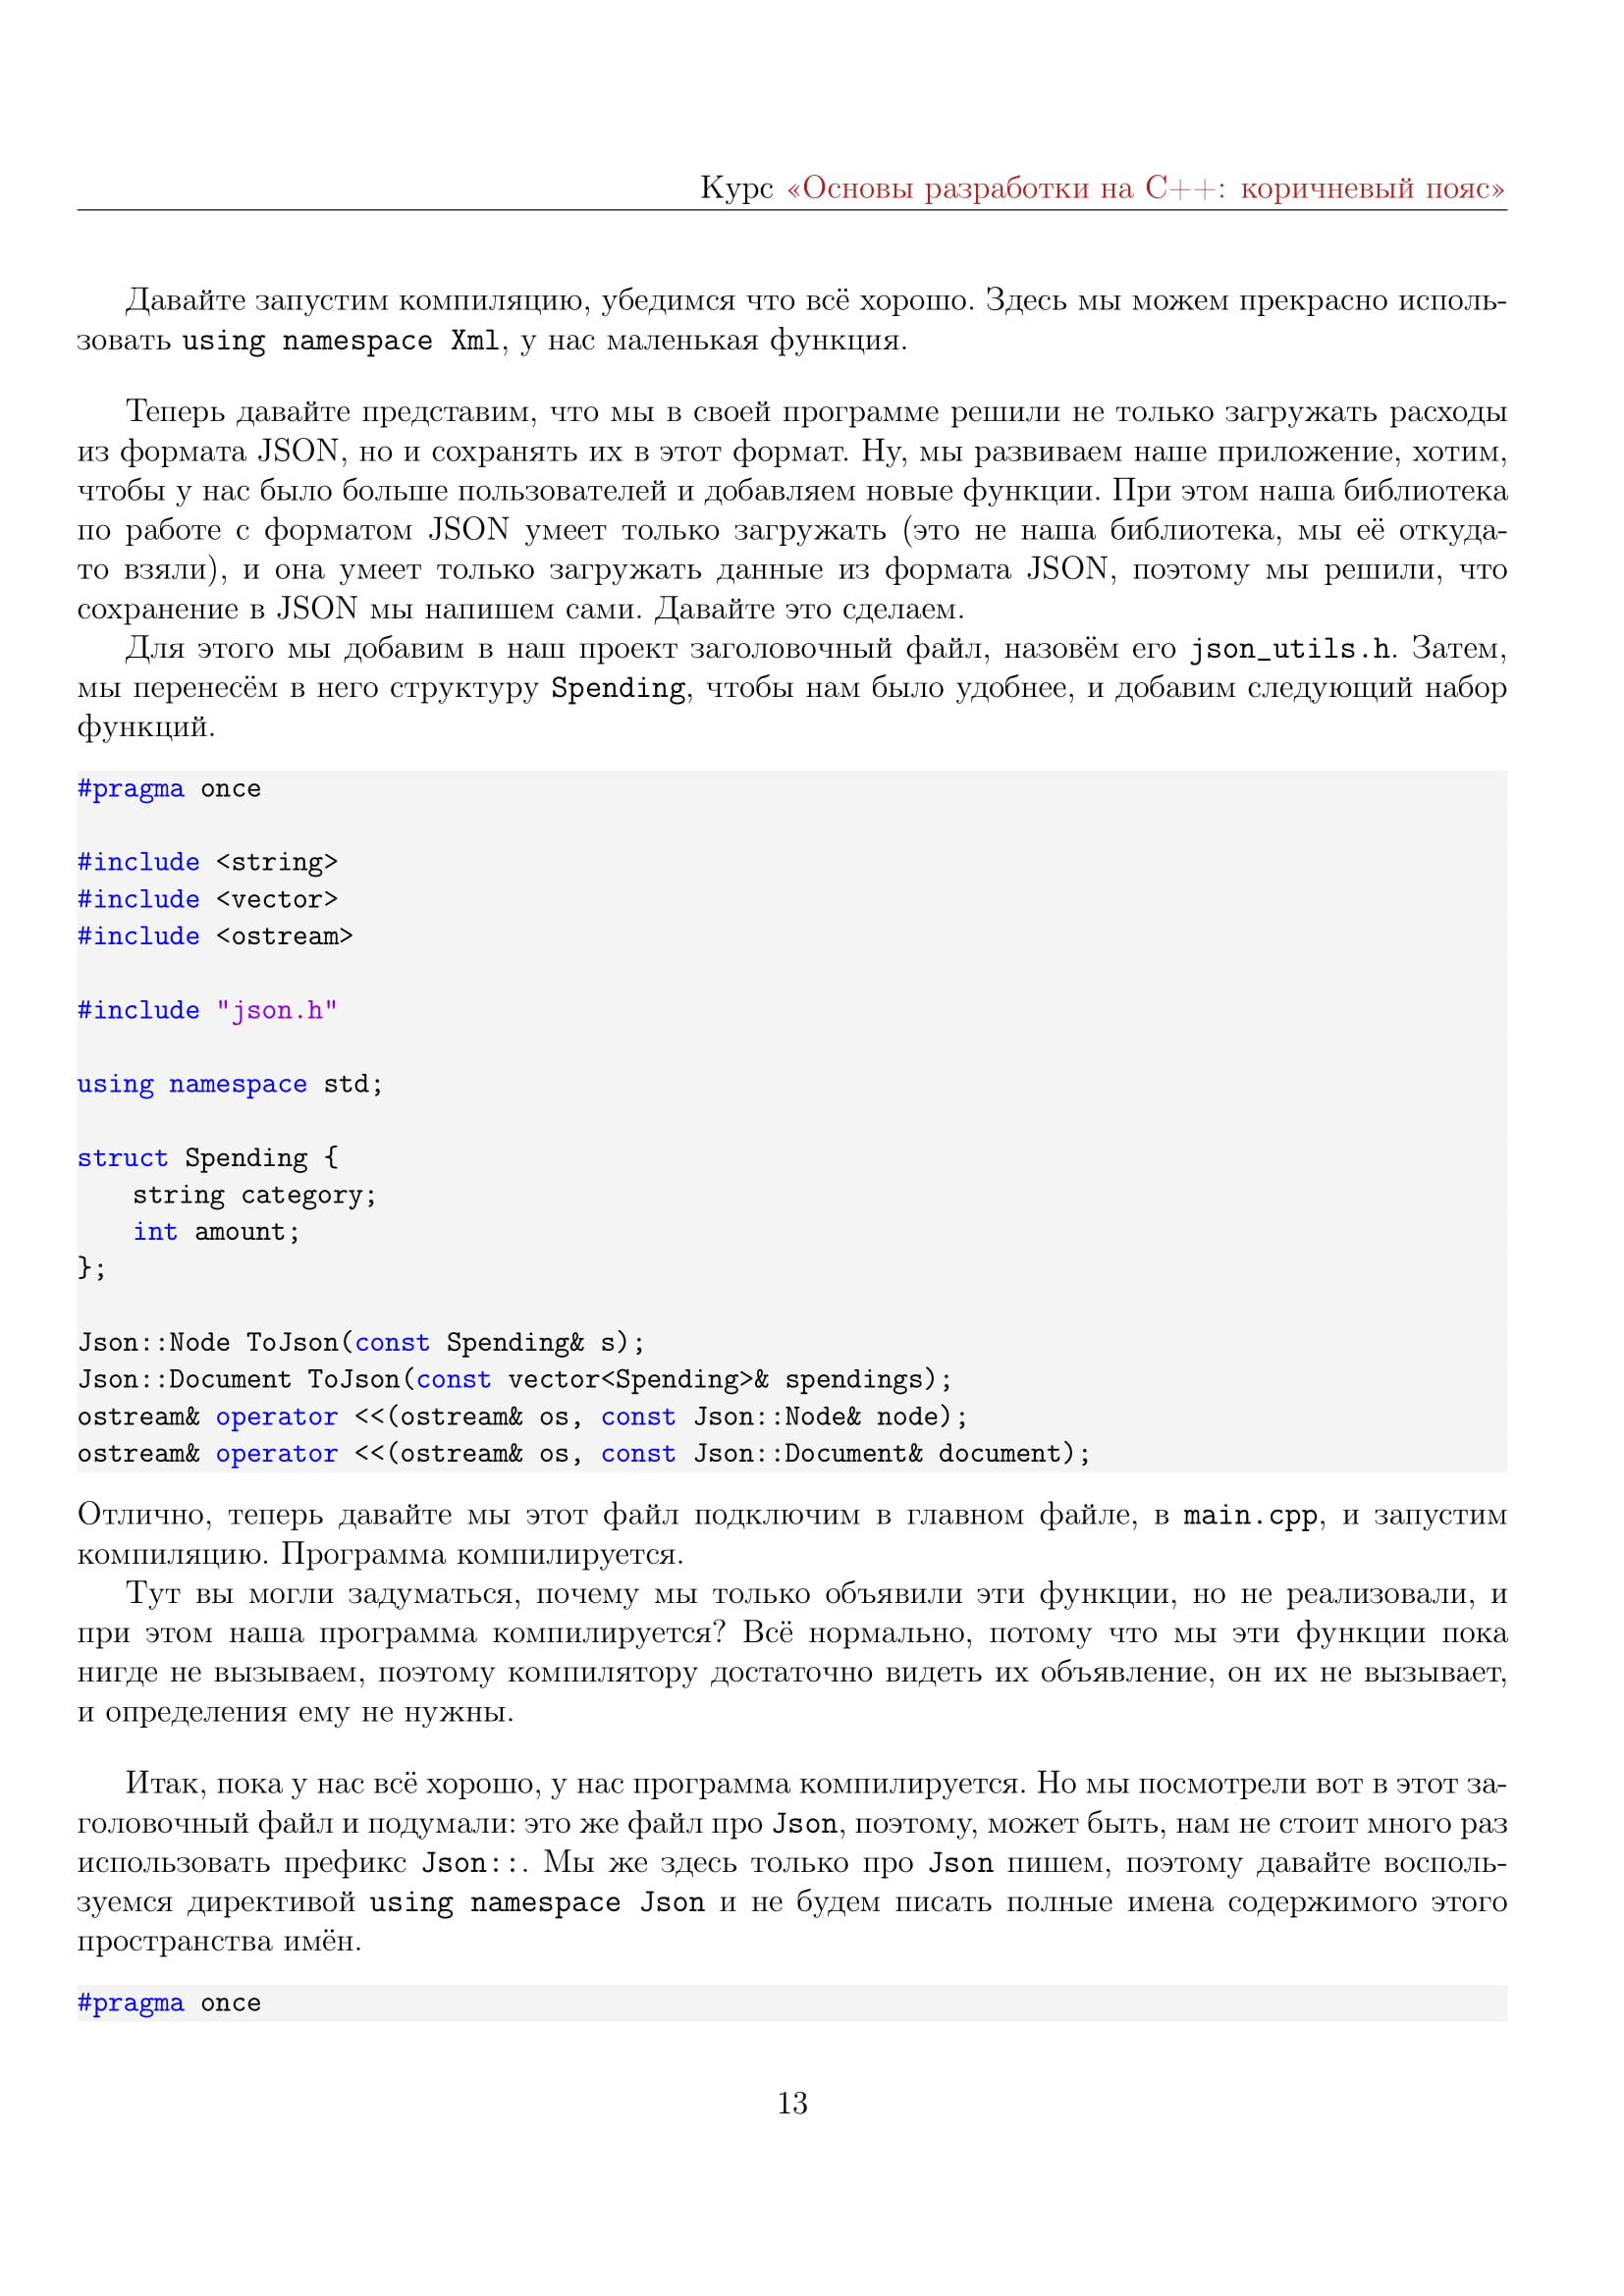 Курс «Основы разработки на C++: коричневый пояс»
Давайте запустим компиляцию, убедимся что всё хорошо. Здесь мы можем прекрасно исполь-
зовать using namespace Xml, у нас маленькая функция.
Теперь давайте представим, что мы в своей программе решили не только загружать расходы
из формата JSON, но и сохранять их в этот формат. Ну, мы развиваем наше приложение, хотим,
чтобы у нас было больше пользователей и добавляем новые функции. При этом наша библиотека
по работе с форматом JSON умеет только загружать (это не наша библиотека, мы её откуда-
то взяли), и она умеет только загружать данные из формата JSON, поэтому мы решили, что
сохранение в JSON мы напишем сами. Давайте это сделаем.
Для этого мы добавим в наш проект заголовочный файл, назовём его json_utils.h. Затем,
мы перенесём в него структуру Spending, чтобы нам было удобнее, и добавим следующий набор
функций.
#pragma once
#include <string>
#include <vector>
#include <ostream>
#include "json.h"
using namespace std;
struct Spending {
string category;
int amount;
};
Json::Node ToJson(const Spending& s);
Json::Document ToJson(const vector<Spending>& spendings);
ostream& operator <<(ostream& os, const Json::Node& node);
ostream& operator <<(ostream& os, const Json::Document& document);
Отлично, теперь давайте мы этот файл подключим в главном файле, в main.cpp, и запустим
компиляцию. Программа компилируется.
Тут вы могли задуматься, почему мы только объявили эти функции, но не реализовали, и
при этом наша программа компилируется? Всё нормально, потому что мы эти функции пока
нигде не вызываем, поэтому компилятору достаточно видеть их объявление, он их не вызывает,
и определения ему не нужны.
Итак, пока у нас всё хорошо, у нас программа компилируется. Но мы посмотрели вот в этот за-
головочный файл и подумали: это же файл про Json, поэтому, может быть, нам не стоит много раз
использовать префикс Json::. Мы же здесь только про Json пишем, поэтому давайте восполь-
зуемся директивой using namespace Json и не будем писать полные имена содержимого этого
пространства имён.
#pragma once
13